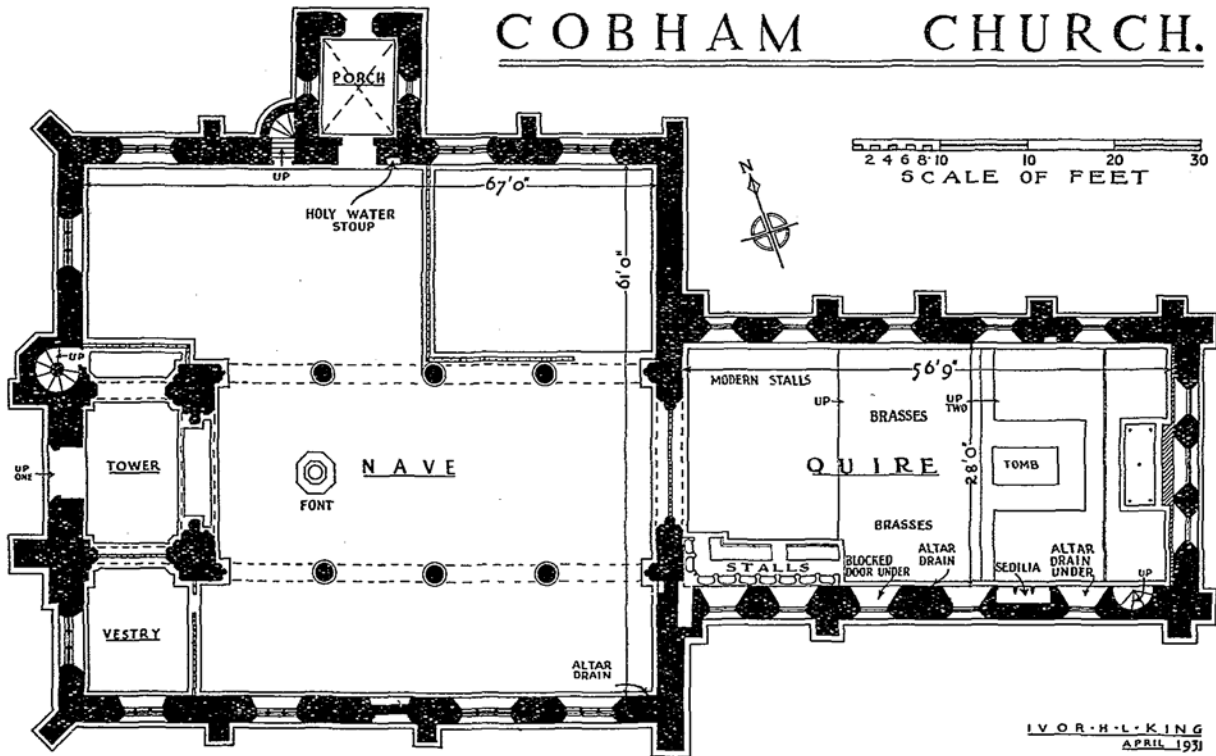 COBHAM CHURCH.
PORCH
2 4 6 8 10 10 20 30
SCALE OF FEET
N
UP
67'0"
HOLY WATER
STOUP
61'0"
UP
MODERN STALLS
56'9"
UP
BRASSES
UP
TWO
UP
ONE
TOWER
NAVE
FONT
QUIRE
28'0"
TOMB
BRASSES
STALLS
BLOCKED
DOOR UNDER
ALTAR
DRAIN
SEDILIA
ALTAR
DRAIN
UNDER
UP
VESTRY
ALTAR
DRAIN
IVOR·H·L·KING
APRIL 1931